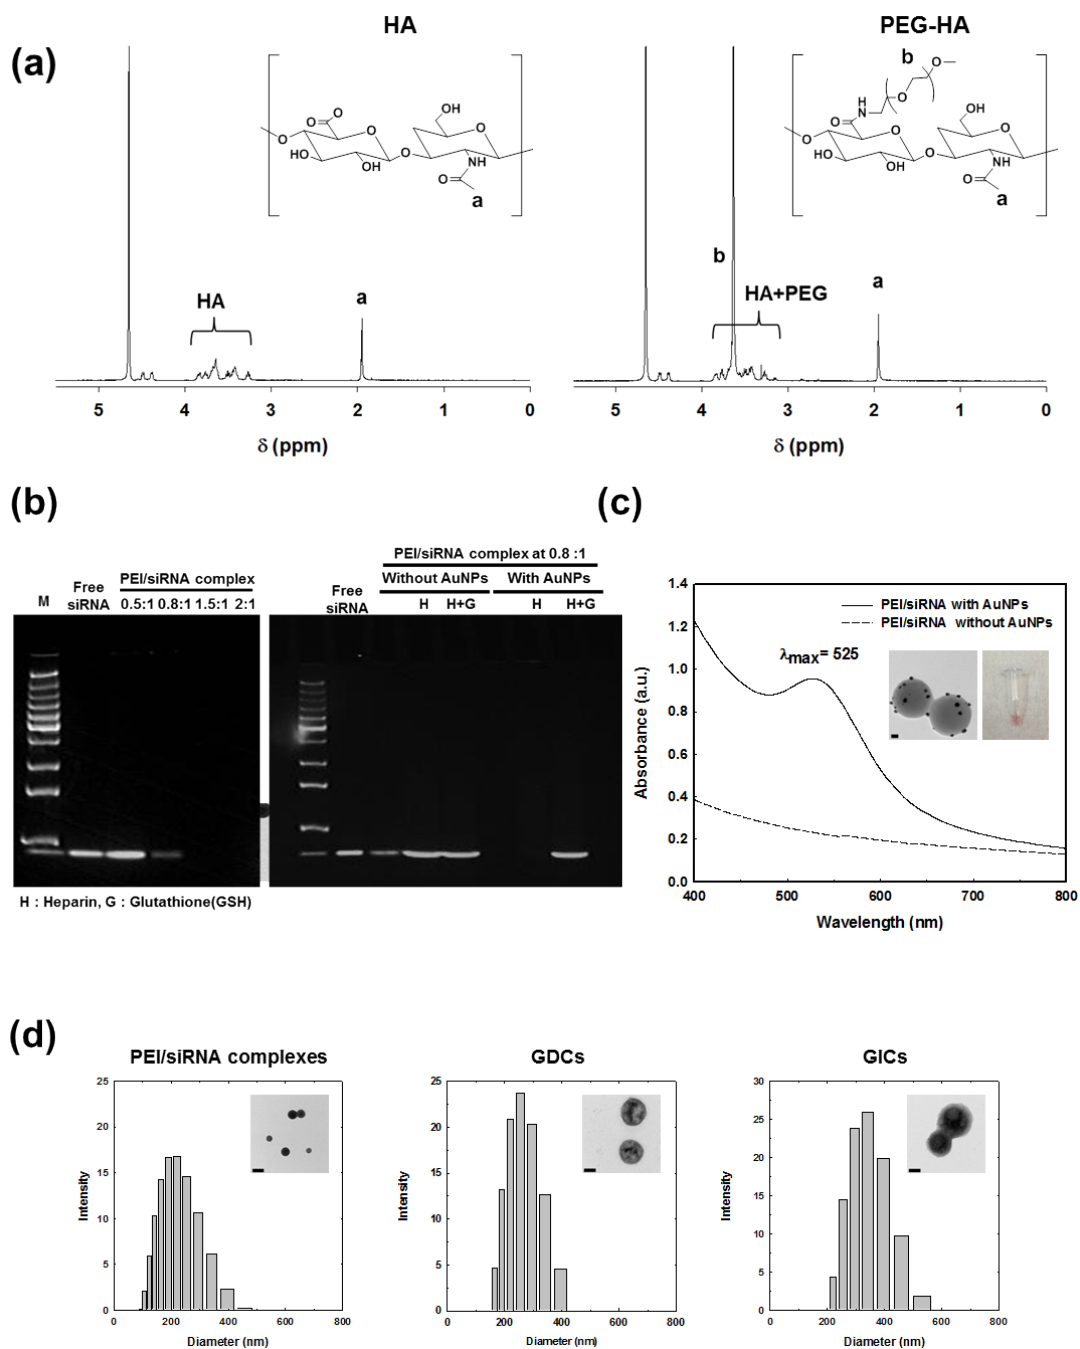 (a)
HA
PEG-HA
b
O
O
OH
O
O
O
HO
OH
O
NH
O
a
O
O
N
H
O
OH
O
O
O
HO
OH
O
NH
O
a
HA
a
b
HA+PEG
a
5 4 3 2 1 0
5 4 3 2 1 0
δ (ppm)
δ (ppm)
(b)
M
Free
siRNA
PEI/siRNA complex
0.5:1 0.8:1 1.5:1 2:1
Free
siRNA
PEI/siRNA complex at 0.8 :1
Without AuNPs With AuNPs
H H+G H H+G
H : Heparin, G : Glutathione(GSH)
(c)
1.4
1.2
1.0
0.8
0.6
0.4
0.2
0.0
Absorbance (a.u.)
PEI/siRNA with AuNPs
PEI/siRNA without AuNPs
λmax= 525
400 500 600 700 800
Wavelength (nm)
(d)
PEI/siRNA complexes
25
20
15
10
5
0
Intensity
0 200 400 600 800
Diameter (nm)
GDCs
25
20
15
10
5
0
Intensity
0 200 400 600 800
Diameter (nm)
GICs
30
25
20
15
10
5
0
Intensity
0 200 400 600 800
Diameter (nm)